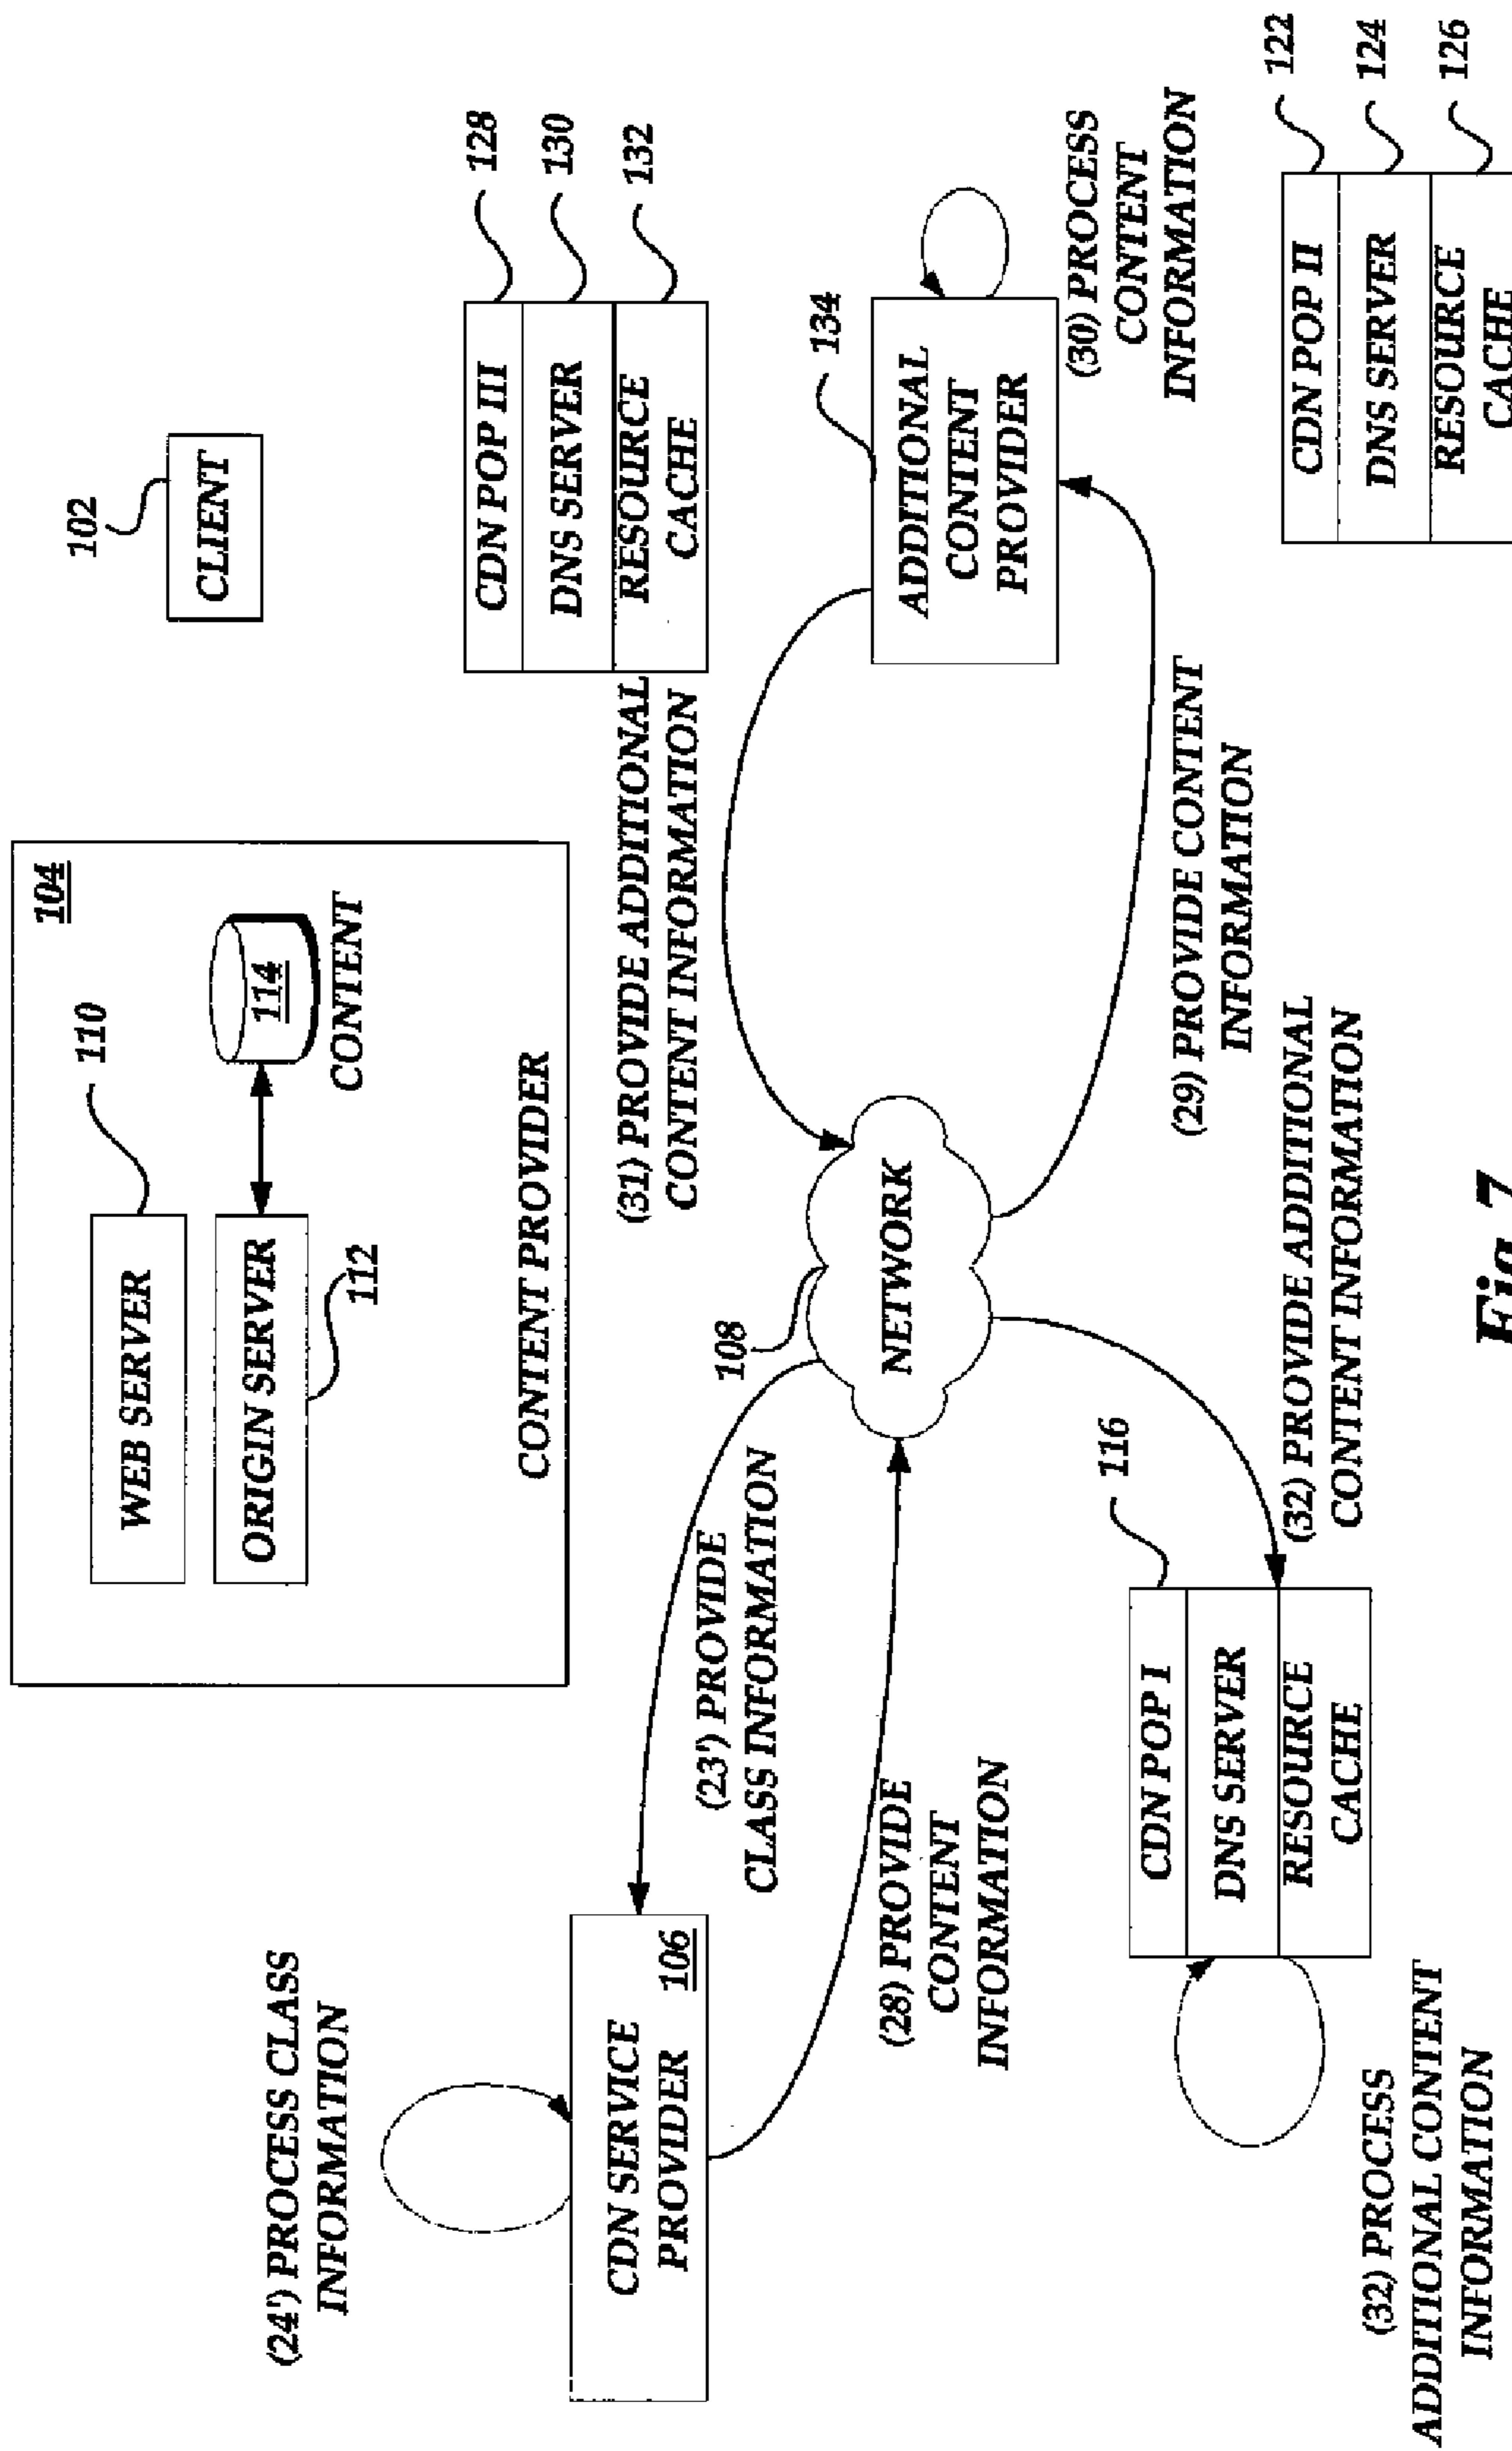 104
110
WEB SERVER
ORIGIN SERVER
112
114
CONTENT
CONTENT PROVIDER
102
CLIENT
(24') PROCESS CLASS
INFORMATION
CDN SERVICE
PROVIDER
106
(23') PROVIDE
CLASS INFORMATION
(28) PROVIDE
CONTENT
INFORMATION
108
NETWORK
(31) PROVIDE ADDITIONAL
CONTENT INFORMATION
CDN POP III
DNS SERVER
RESOURCE
CACHE
128
130
132
134
ADDITIONAL
CONTENT
PROVIDER
(30) PROCESS
CONTENT
INFORMATION
(29) PROVIDE CONTENT
INFORMATION
116
CDN POP I
DNS SERVER
RESOURCE
CACHE
(32) PROVIDE ADDITIONAL
CONTENT INFORMATION
(32) PROCESS
ADDITIONAL CONTENT
INFORMATION
CDN POP II
DNS SERVER
RESOURCE
CACHE
122
124
126
Fig. 7